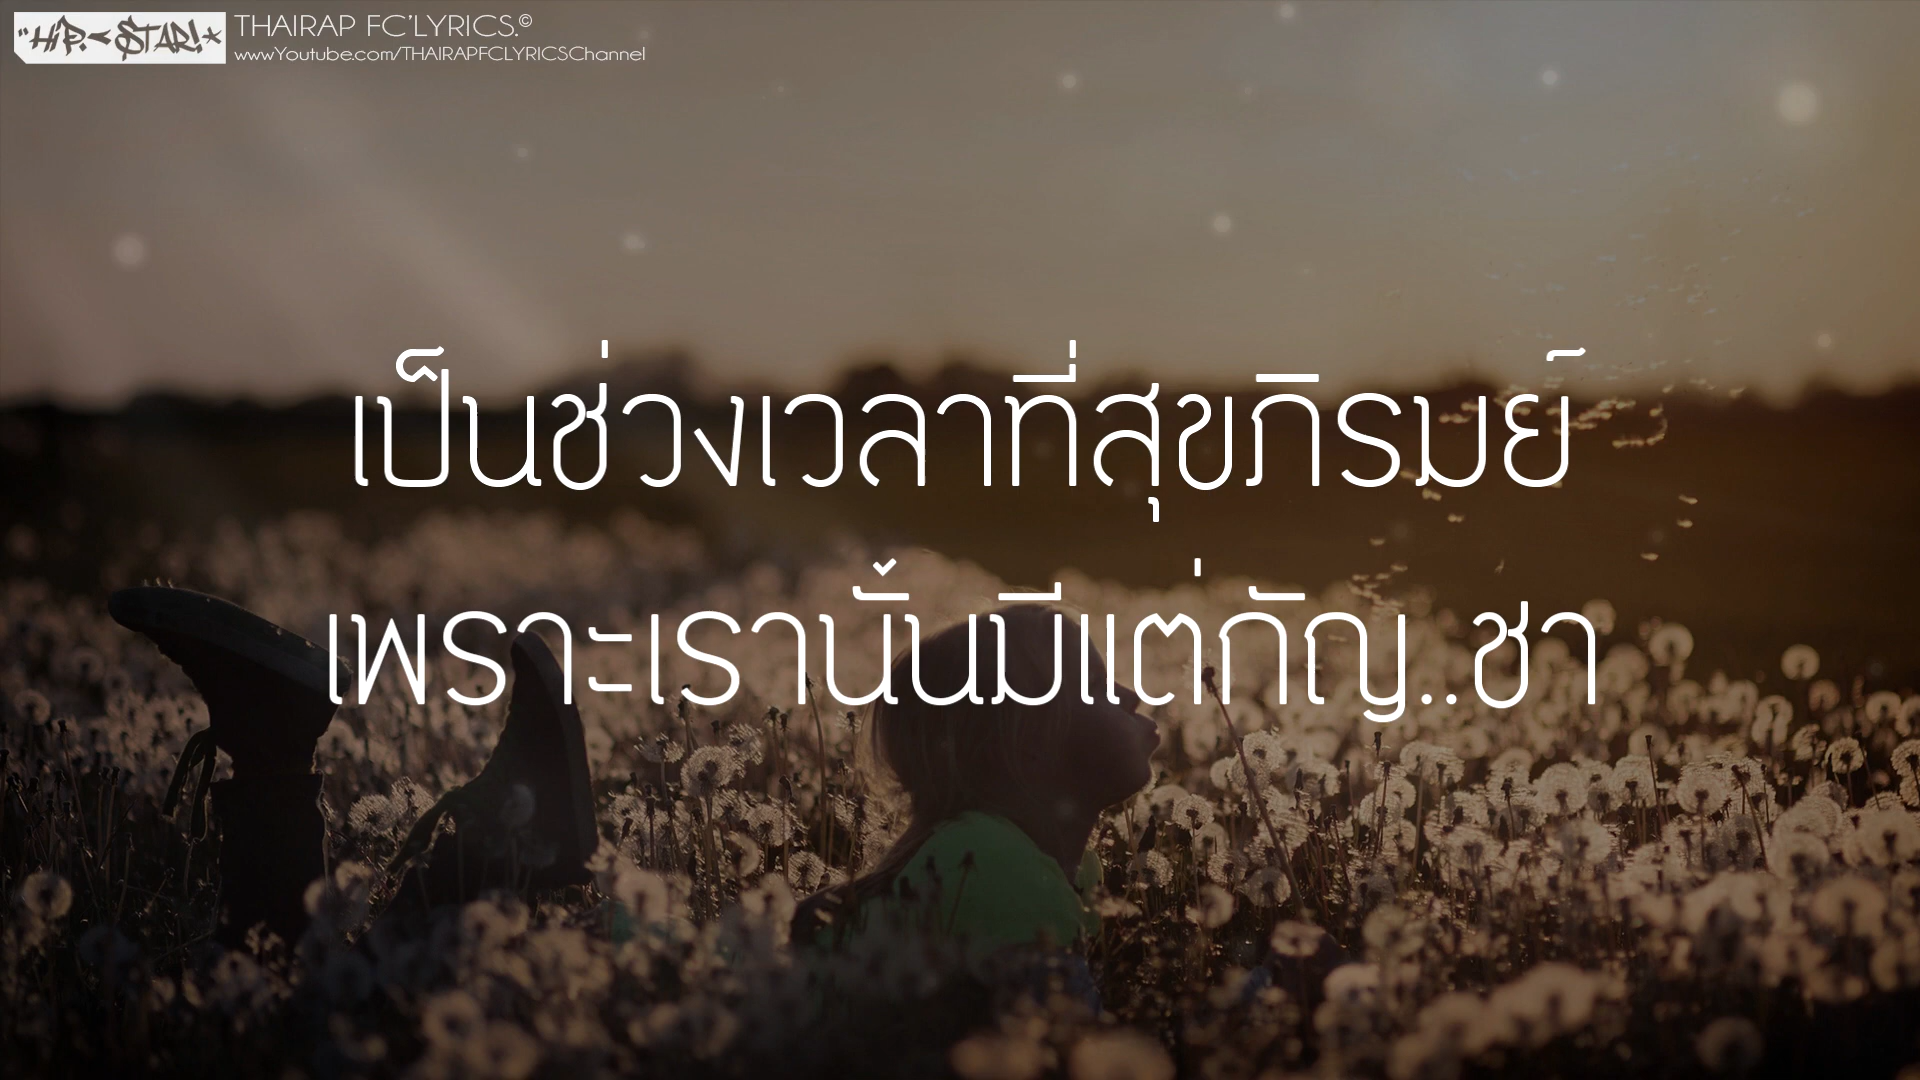 "HiP.<STAR!*
THAIRAP FC'LYRICS.©
www.Youtube.com/THAIRAPFCLYRICSChannel
เป็นช่วงเวลาที่สุขภิรมย์
เพราะเรานั้นมีแต่กัญ..ชา